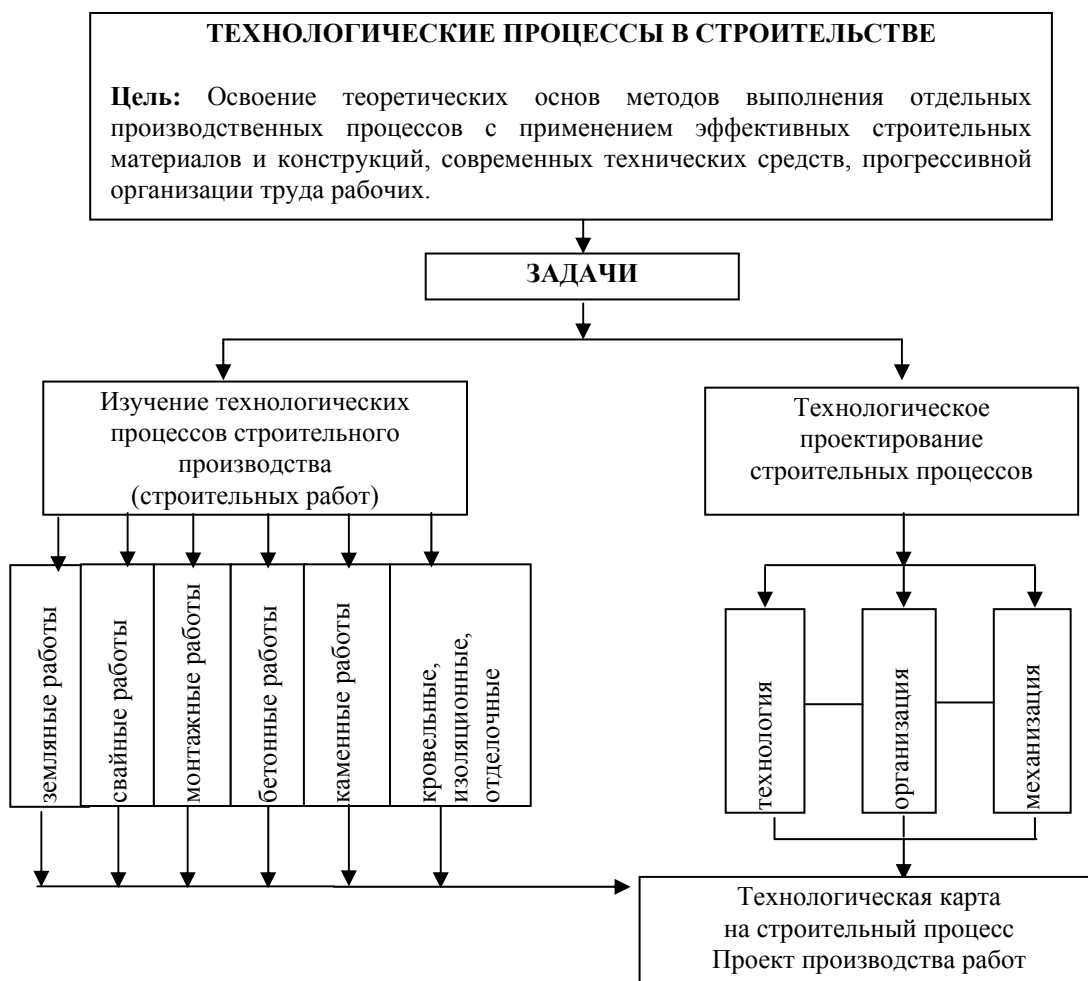 ТЕХНОЛОГИЧЕСКИЕ ПРОЦЕССЫ В СТРОИТЕЛЬСТВЕ
Цель: Освоение теоретических основ методов выполнения отдельных
производственных процессов с применением эффективных строительных
материалов и конструкций, современных технических средств, прогрессивной
организации труда рабочих.
ЗАДАЧИ
Изучение технологических
процессов строительного
производства
(строительных работ)
Технологическое
проектирование
строительных процессов
земляные работы
свайные работы
монтажные работы
бетонные работы
каменные работы
кровельные,
изоляционные,
отделочные
технология
организация
механизация
Технологическая карта
на строительный процесс
Проект производства работ